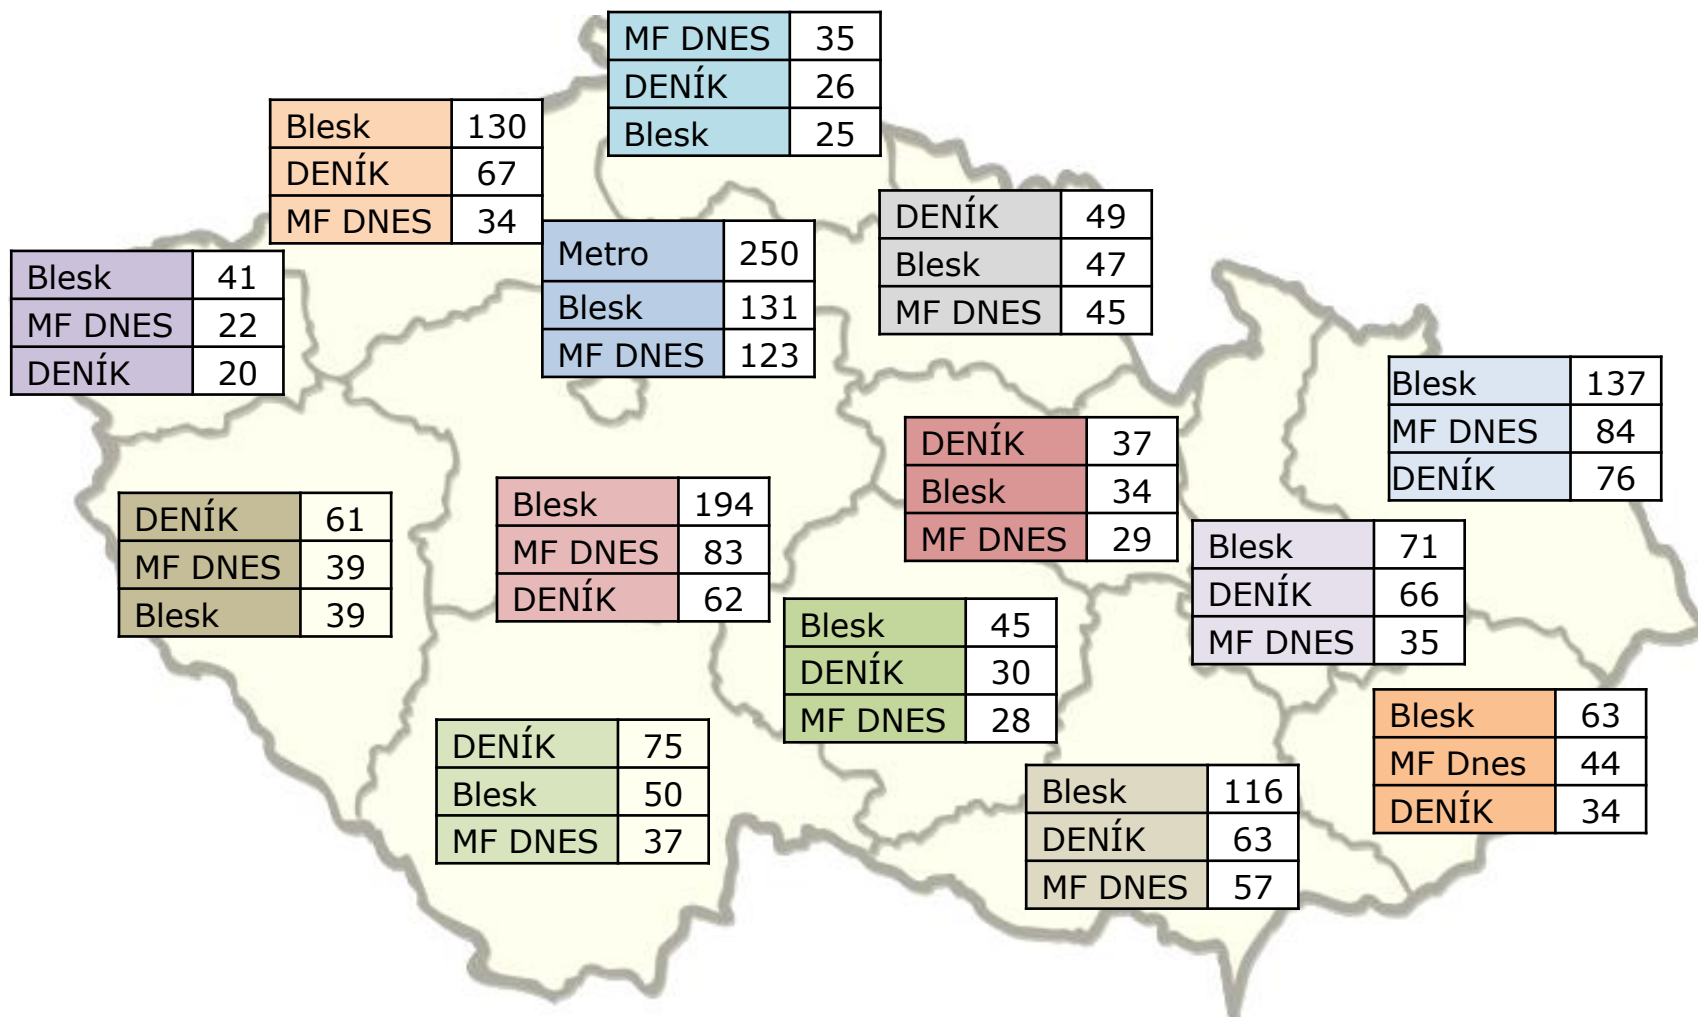 MF DNES 35
DENÍK 26
Blesk 25
Blesk 130
DENÍK 67
MF DNES 34
DENÍK 49
Blesk 47
MF DNES 45
Metro 250
Blesk 131
MF DNES 123
Blesk 41
MF DNES 22
DENÍK 20
Blesk 137
MF DNES 84
DENÍK 76
DENÍK 37
Blesk 34
MF DNES 29
Blesk 194
MF DNES 83
DENÍK 62
DENÍK 61
MF DNES 39
Blesk 39
Blesk 71
DENÍK 66
MF DNES 35
Blesk 45
DENÍK 30
MF DNES 28
Blesk 63
MF Dnes 44
DENÍK 34
DENÍK 75
Blesk 50
MF DNES 37
Blesk 116
DENÍK 63
MF DNES 57